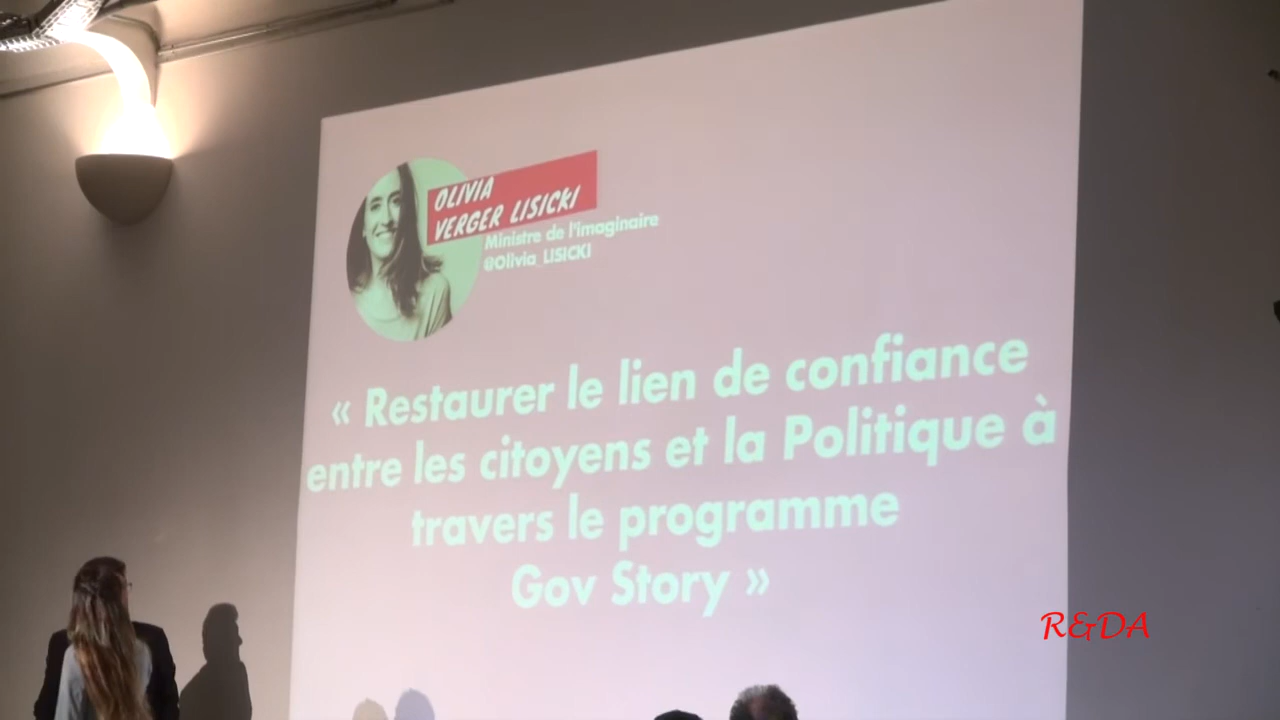 OLIVIA
VERGER LISICKI
Ministre de l'imaginaire
@Olivia_LISICKI
« Restaurer le lien de confiance
entre les citoyens et la Politique à
travers le programme
Gov Story »
R&DA